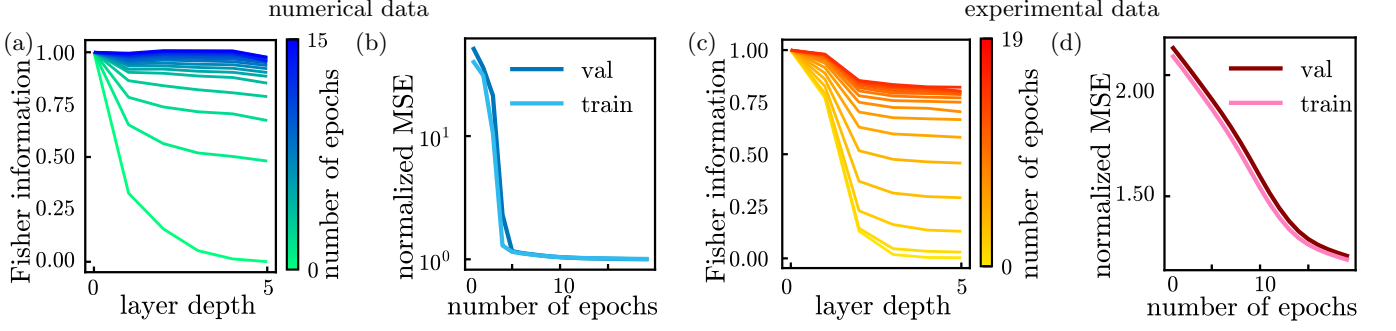 numerical data
experimental data
(a)
Fisher information
1.00
0.75
0.50
0.25
0.00
0
5
layer depth
15
0
number of epochs
(b)
normalized MSE
10¹
10⁰
val
train
0
10
number of epochs
(c)
Fisher information
1.00
0.75
0.50
0.25
0.00
0
5
layer depth
19
0
number of epochs
(d)
normalized MSE
2.00
1.50
val
train
0
10
number of epochs